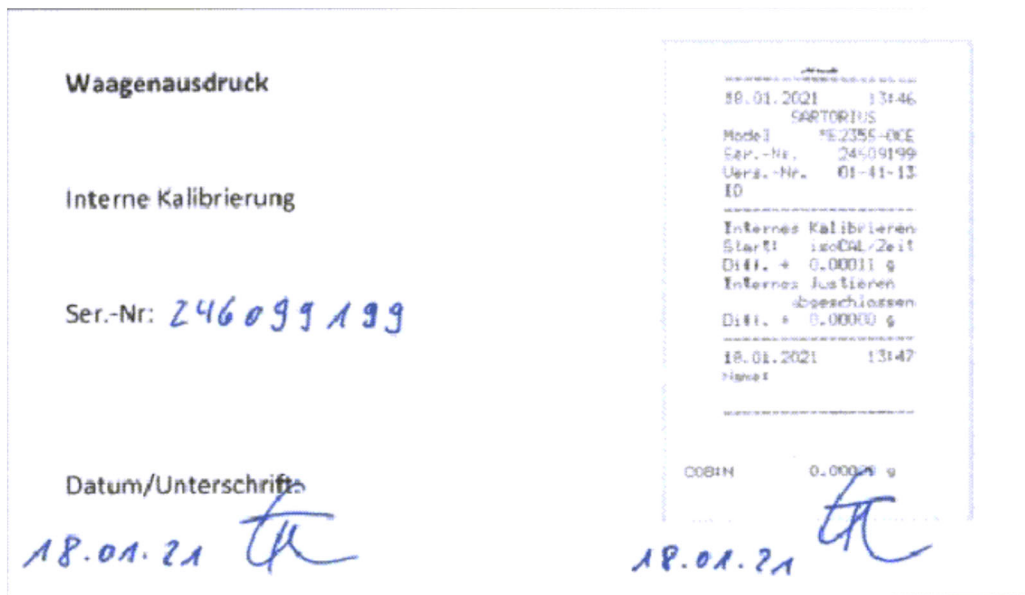 Waagenausdruck
Interne Kalibrierung
Ser.-Nr: 246099199
Datum/Unterschrift:
18.01.21
18.01.2021 13:46
SARTORIUS
Model
Ser.-Nr. 24609199
Vers.-Nr. 01-41-13
ID
Internes Kalibrieren
Start: isoCAL/Zeit
Diff. + 0.00011 g
Internes Justieren
abgeschlossen
Diff. + 0.00000 g
18.01.2021 13:47
Name:
g
18.01.21